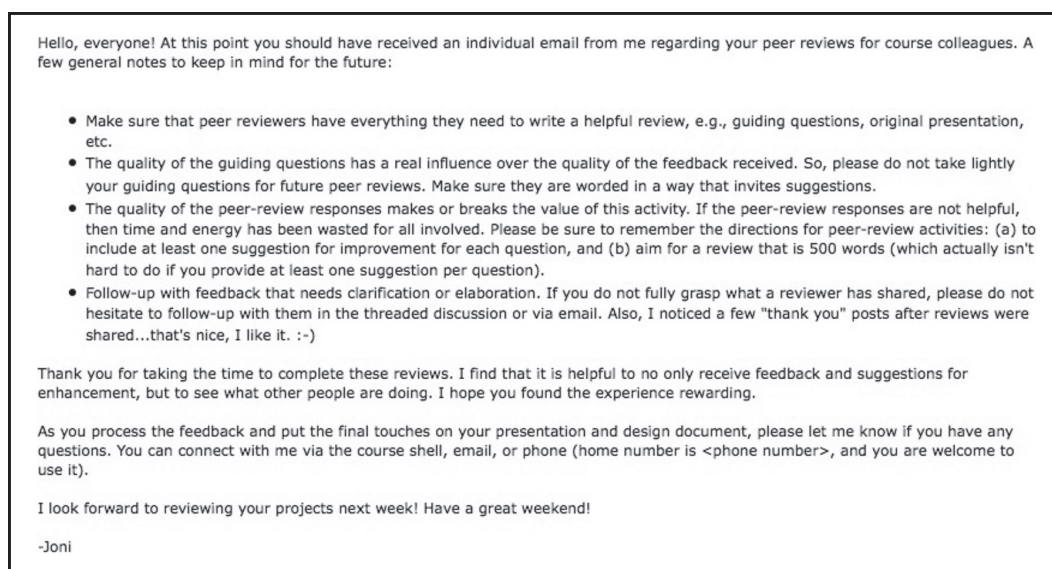 Hello, everyone! At this point you should have received an individual email from me regarding your peer reviews for course colleagues. A
few general notes to keep in mind for the future:
● Make sure that peer reviewers have everything they need to write a helpful review, e.g., guiding questions, original presentation,
etc.
● The quality of the guiding questions has a real influence over the quality of the feedback received. So, please do not take lightly
your guiding questions for future peer reviews. Make sure they are worded in a way that invites suggestions.
● The quality of the peer-review responses makes or breaks the value of this activity. If the peer-review responses are not helpful,
then time and energy has been wasted for all involved. Please be sure to remember the directions for peer-review activities: (a) to
include at least one suggestion for improvement for each question, and (b) aim for a review that is 500 words (which actually isn't
hard to do if you provide at least one suggestion per question).
● Follow-up with feedback that needs clarification or elaboration. If you do not fully grasp what a reviewer has shared, please do not
hesitate to follow-up with them in the threaded discussion or via email. Also, I noticed a few "thank you" posts after reviews were
shared...that's nice, I like it. :-)
Thank you for taking the time to complete these reviews. I find that it is helpful to no only receive feedback and suggestions for
enhancement, but to see what other people are doing. I hope you found the experience rewarding.
As you process the feedback and put the final touches on your presentation and design document, please let me know if you have any
questions. You can connect with me via the course shell, email, or phone (home number is <phone number>, and you are welcome to
use it).
I look forward to reviewing your projects next week! Have a great weekend!
-Joni